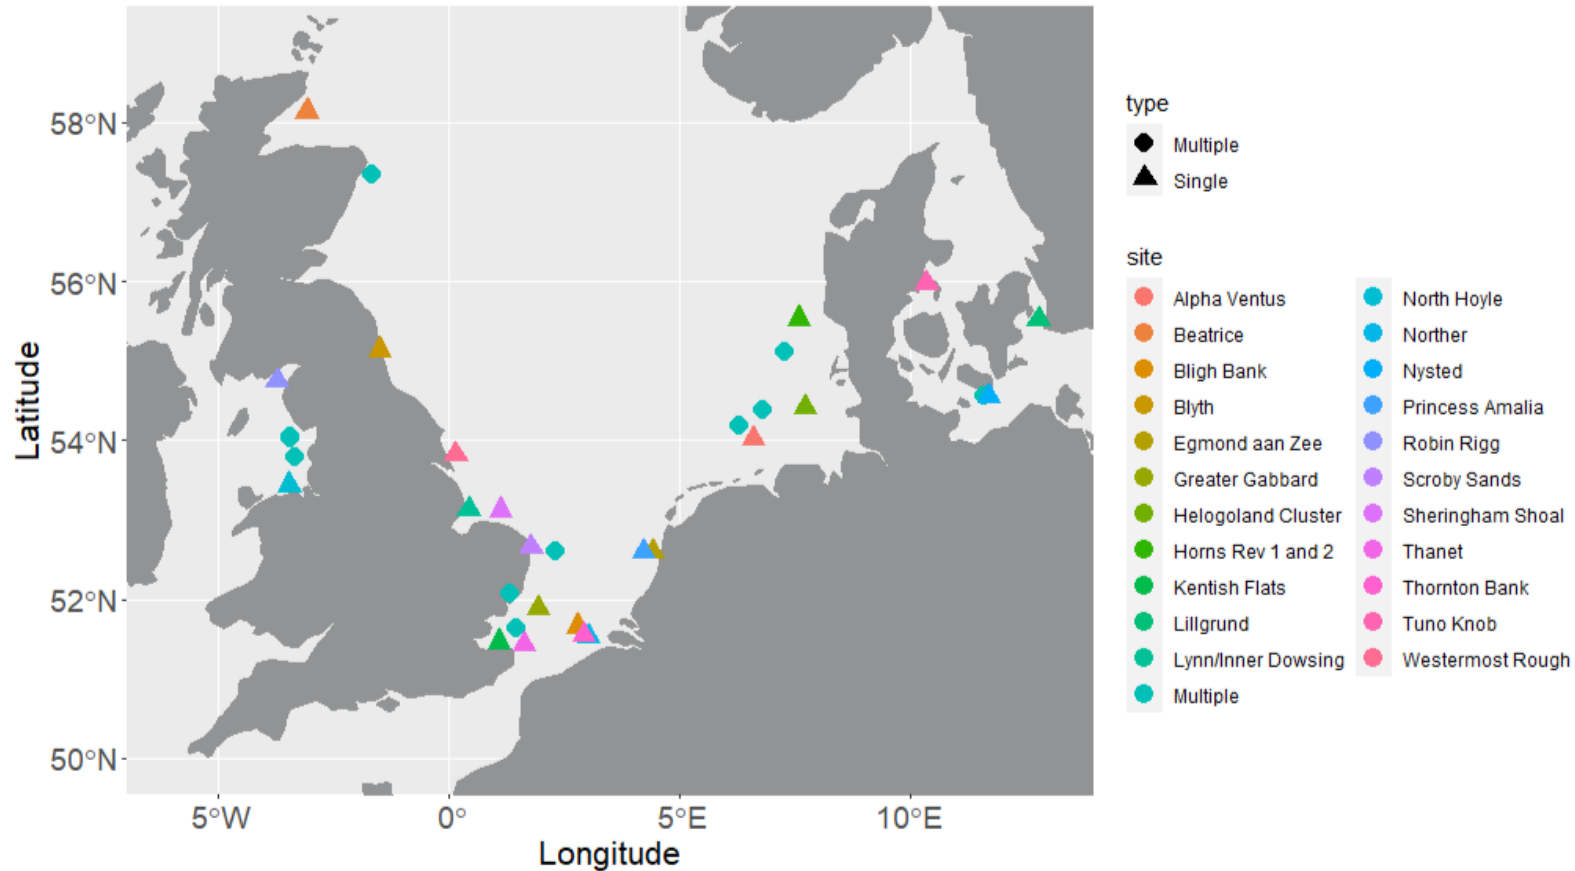 58°N
56°N
54°N
52°N
50°N
Latitude
5°W
0°
5°E
10°E
Longitude
type
Multiple
Single
site
Alpha Ventus
Beatrice
Bligh Bank
Blyth
Egmond aan Zee
Greater Gabbard
Helogoland Cluster
Horns Rev 1 and 2
Kentish Flats
Lillgrund
Lynn/Inner Dowsing
Multiple
North Hoyle
Norther
Nysted
Princess Amalia
Robin Rigg
Scroby Sands
Sheringham Shoal
Thanet
Thornton Bank
Tuno Knob
Westermost Rough